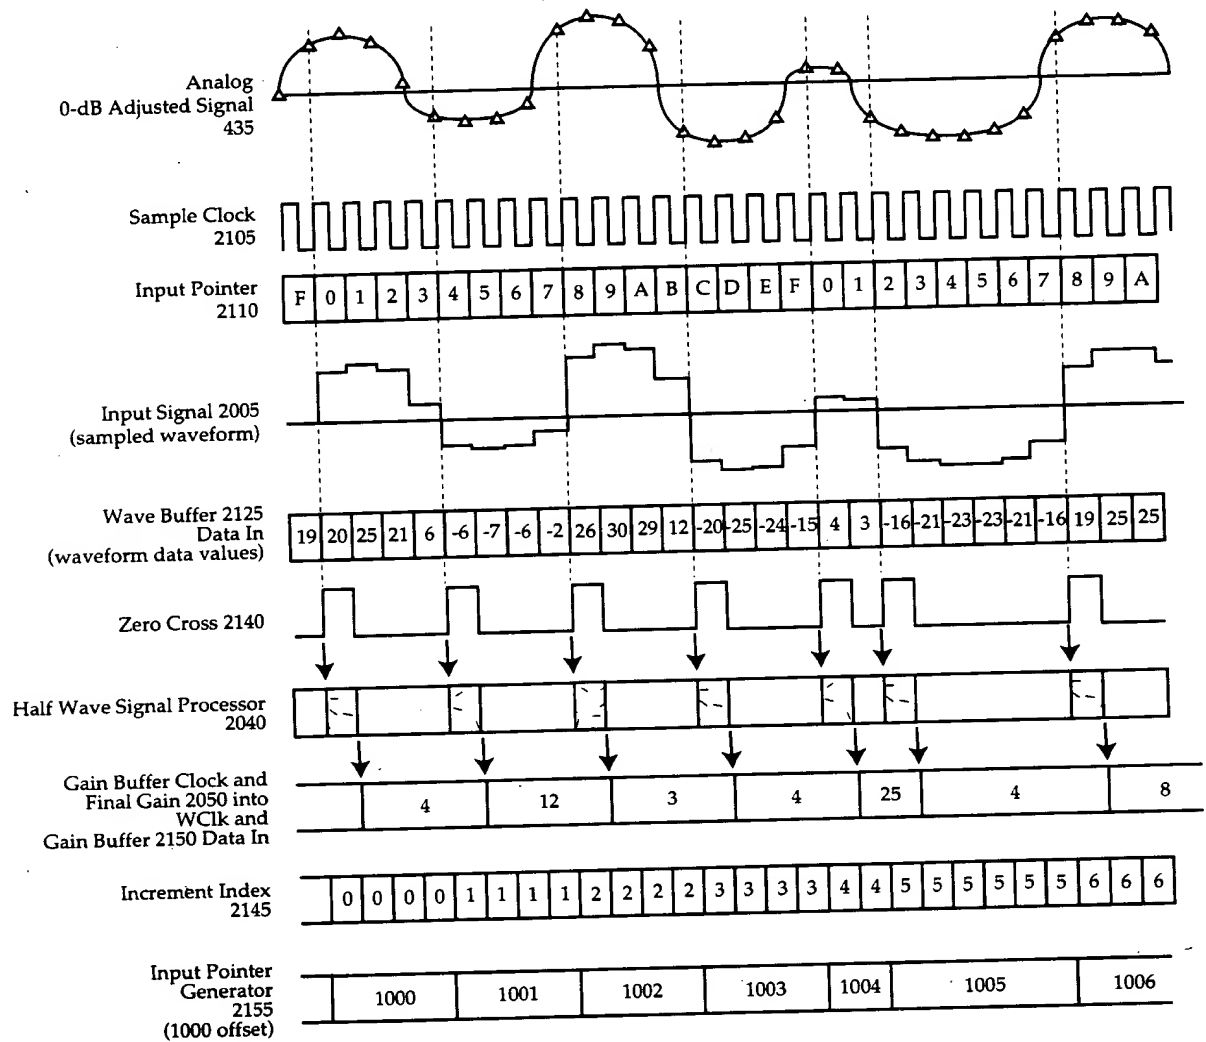 Analog
0-dB Adjusted Signal
435
Sample Clock
2105
Input Pointer
2110
F 0 1 2 3 4 5 6 7 8 9 A B C D E F 0 1 2 3 4 5 6 7 8 9 A
Input Signal 2005
(sampled waveform)
Wave Buffer 2125
Data In
(waveform data values)
19 20 25 21 6 -6 -7 -6 -2 26 30 29 12 -20 -25 -24 -15 4 3 -16 -21 -23 -23 -21 -16 19 25 25
Zero Cross 2140
Half Wave Signal Processor
2040
Gain Buffer Clock and
Final Gain 2050 into
WClk and
Gain Buffer 2150 Data In
4 12 3 4 25 4 8
Increment Index
2145
0 0 0 0 1 1 1 1 2 2 2 2 3 3 3 3 4 4 5 5 5 5 5 5 6 6 6
Input Pointer
Generator
2155
(1000 offset)
1000 1001 1002 1003 1004 1005 1006